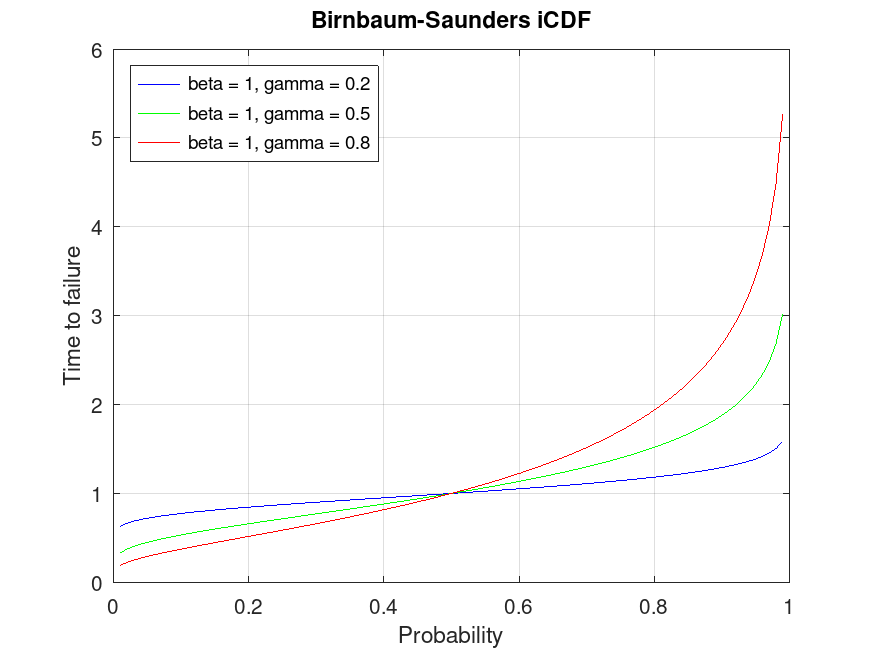 Birnbaum-Saunders iCDF
6
beta = 1, gamma = 0.2
beta = 1, gamma = 0.5
beta = 1, gamma = 0.8
5
4
3
2
1
0
Time to failure
0 0.2 0.4 0.6 0.8 1
Probability